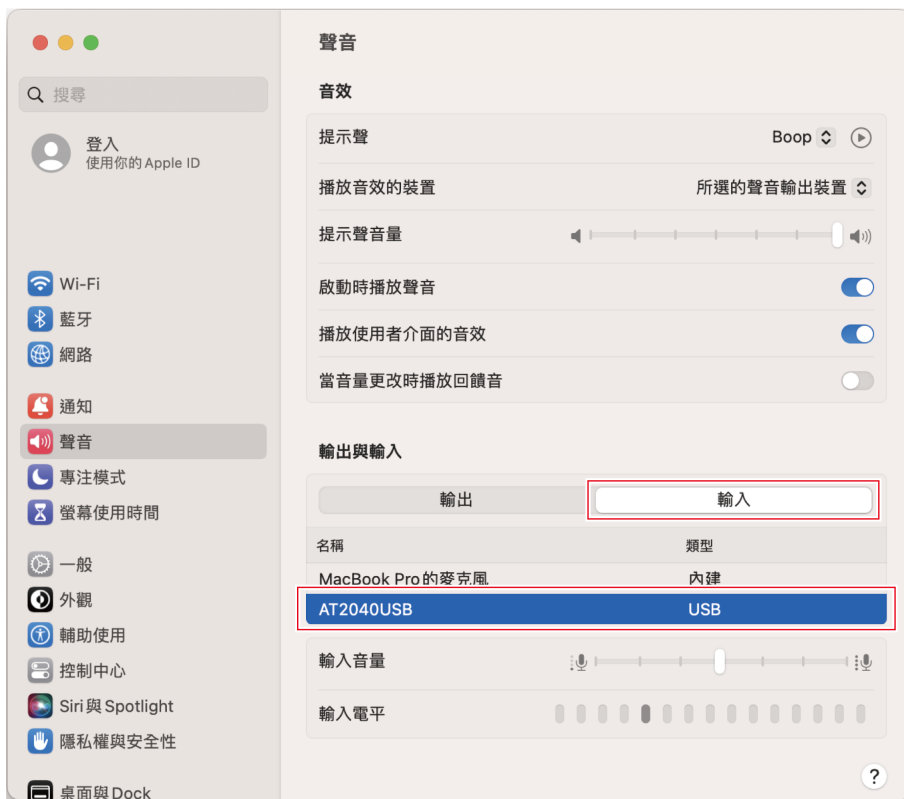 搜尋
登入
使用你的 Apple ID
Wi-Fi
藍牙
網路
通知
聲音
專注模式
螢幕使用時間
一般
外觀
輔助使用
控制中心
Siri 與 Spotlight
隱私權與安全性
桌面與 Dock
聲音
音效
提示聲 Boop
播放音效的裝置 所選的聲音輸出裝置
提示聲音量
啟動時播放聲音
播放使用者介面的音效
當音量更改時播放回饋音
輸出與輸入
輸出 輸入
名稱 類型
MacBook Pro 的麥克風 內建
AT2040USB USB
輸入音量
輸入電平
?